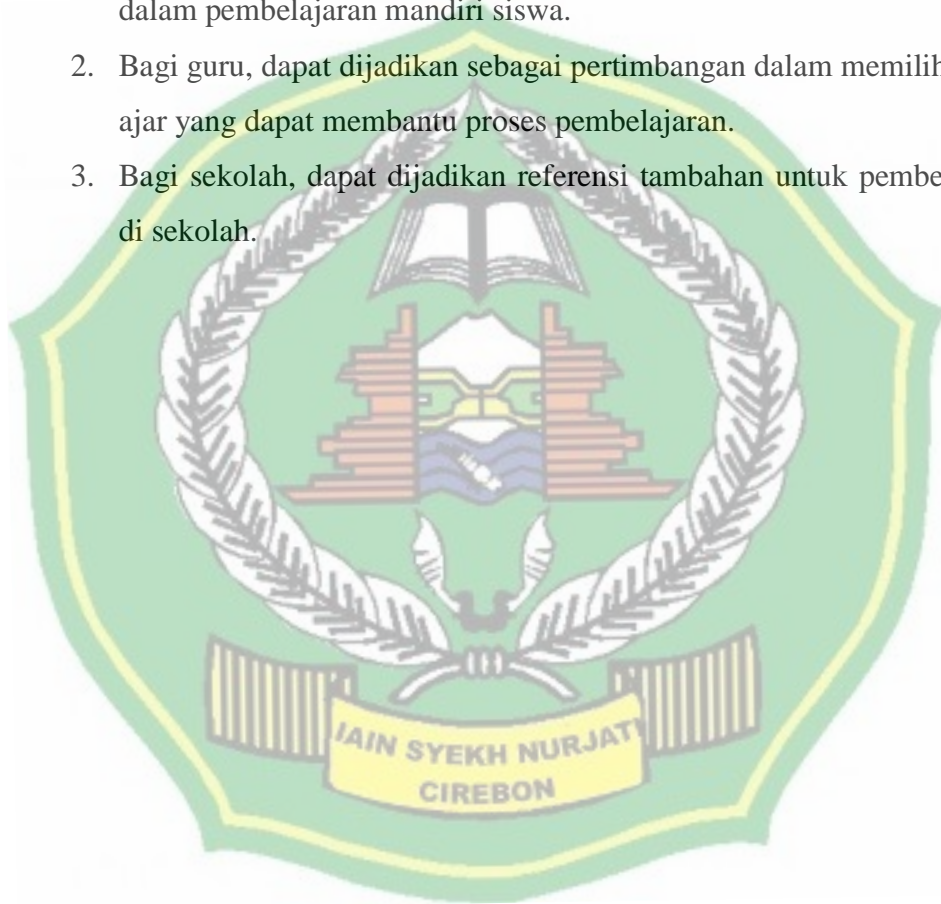 dalam pembelajaran mandiri siswa.
2. Bagi guru, dapat dijadikan sebagai pertimbangan dalam memilih
ajar yang dapat membantu proses pembelajaran.
3. Bagi sekolah, dapat dijadikan referensi tambahan untuk pembe
di sekolah.
IAIN SYEKH NURJATI
CIREBON